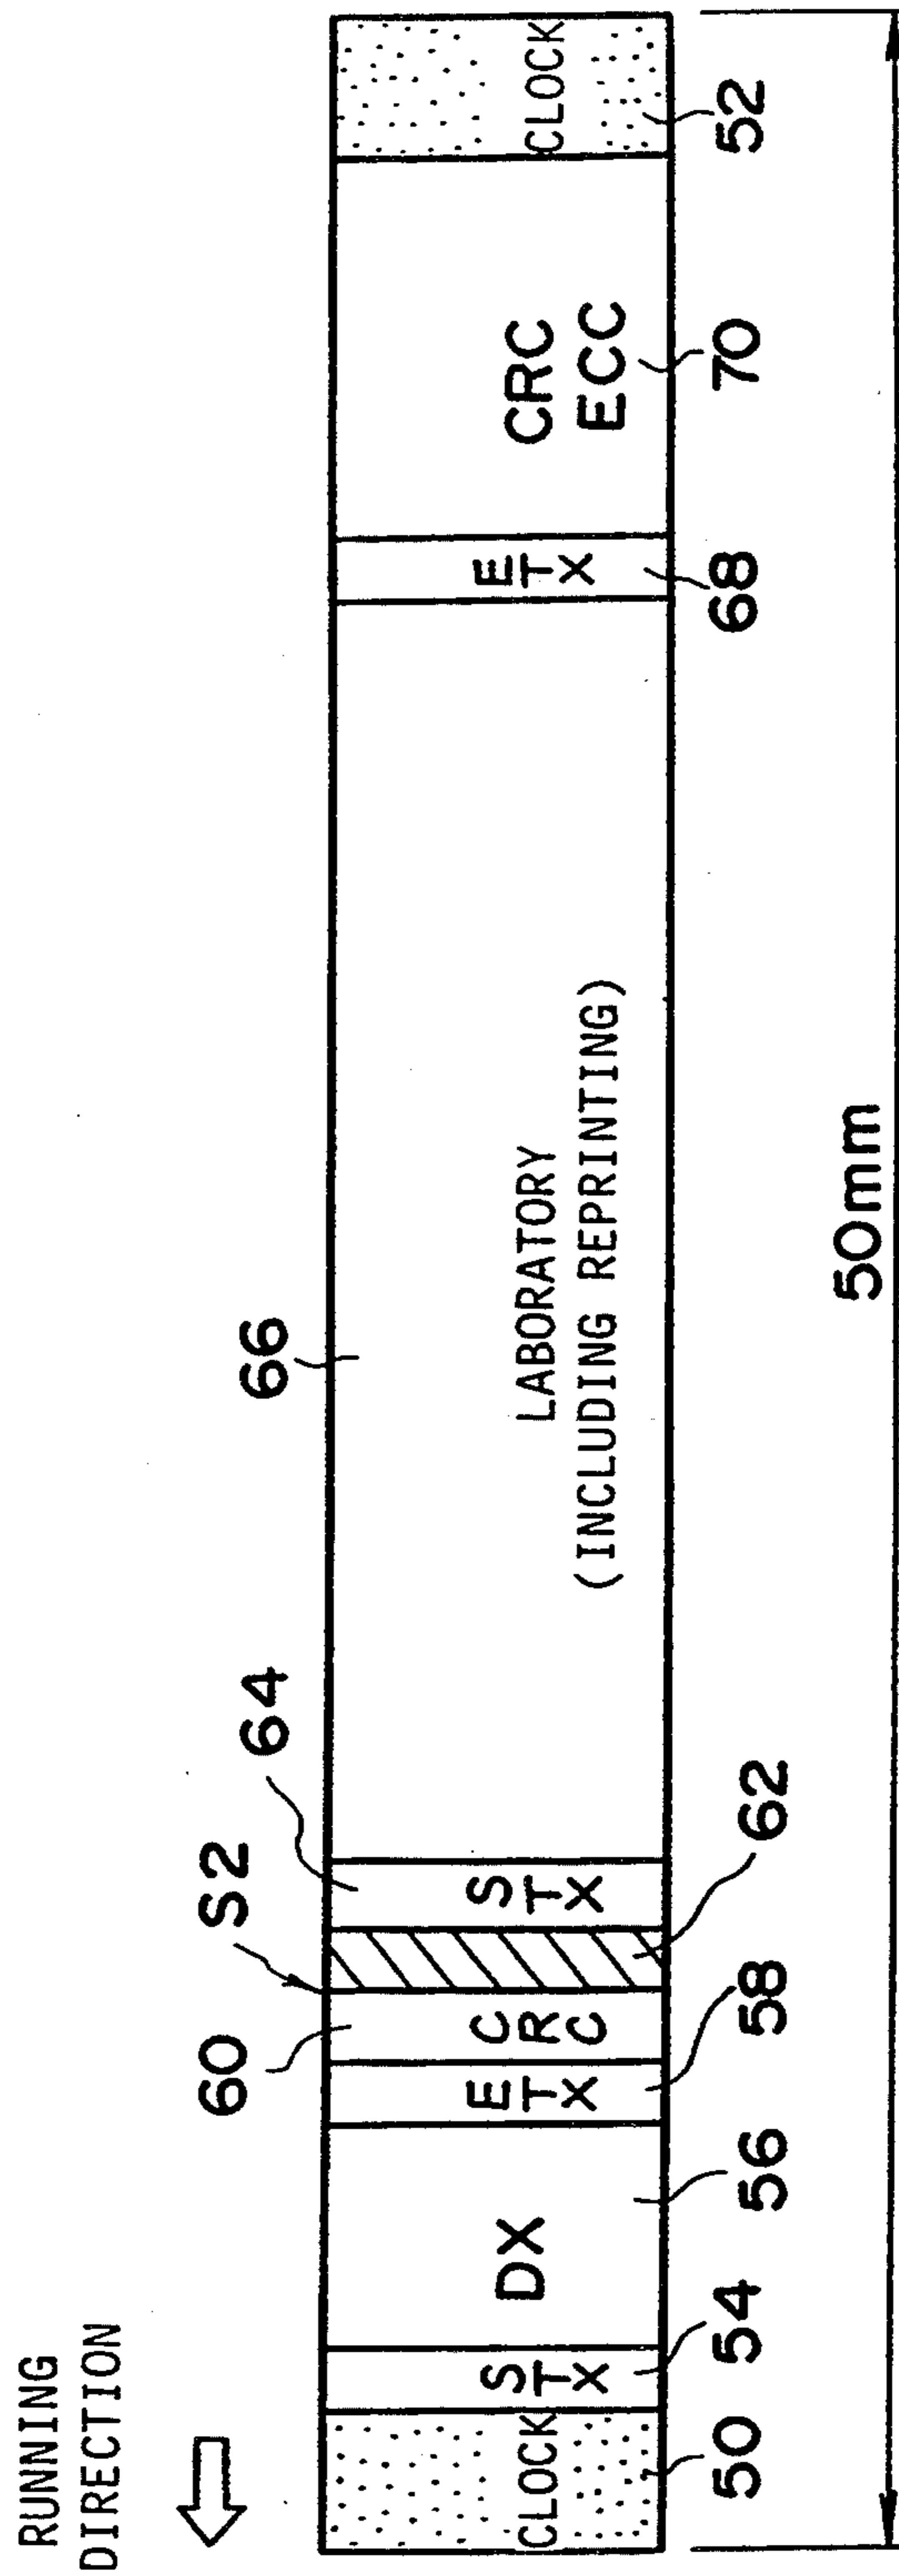 RUNNING
DIRECTION
60
S2
64
66
CLOCK
STX
DX
ETX
CRC
STX
LABORATORY
(INCLUDING REPRINTING)
ETX
CRC
ECC
CLOCK
50
54
56
58
62
68
70
52
50mm